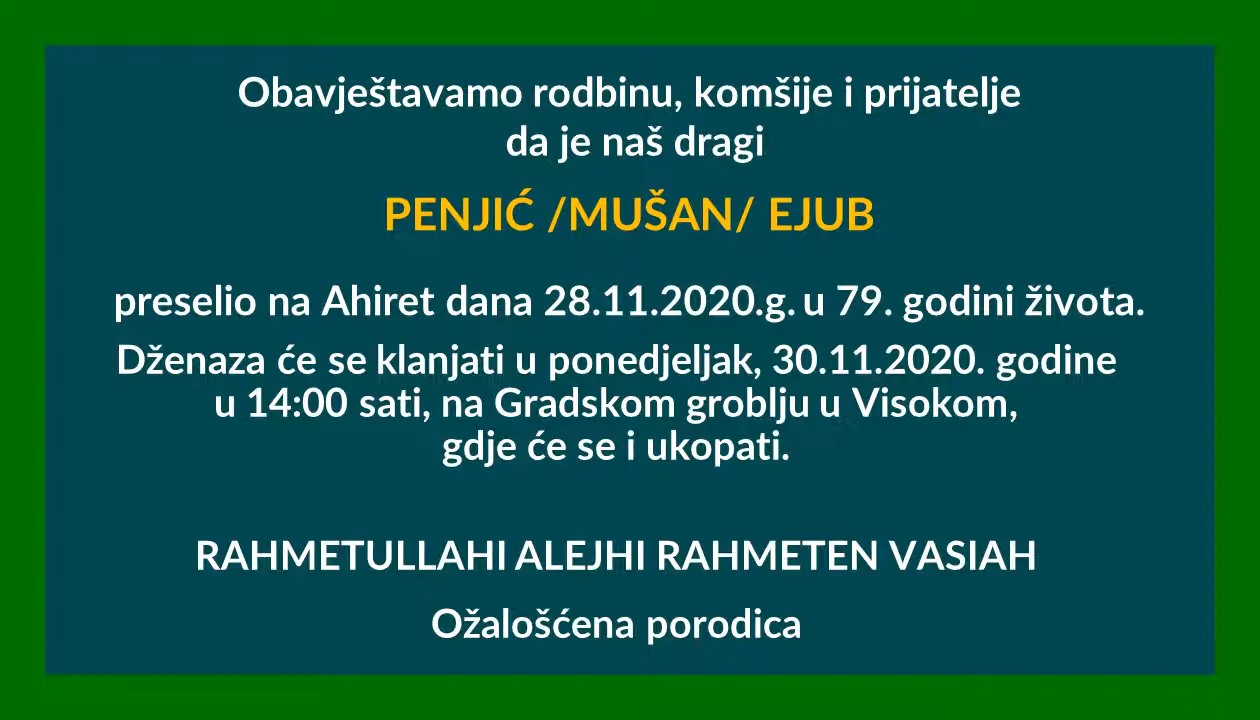 Obavještavamo rodbinu, komšije i prijatelje
da je naš dragi
PENJIĆ /MUŠAN/ EJUB
preselio na Ahiret dana 28.11.2020.g. u 79. godini života.
Dženaza će se klanjati u ponedjeljak, 30.11.2020. godine
u 14:00 sati, na Gradskom groblju u Visokom,
gdje će se i ukopati.
RAHMETULLAHI ALEJHI RAHMETEN VASIAH
Ožalošćena porodica